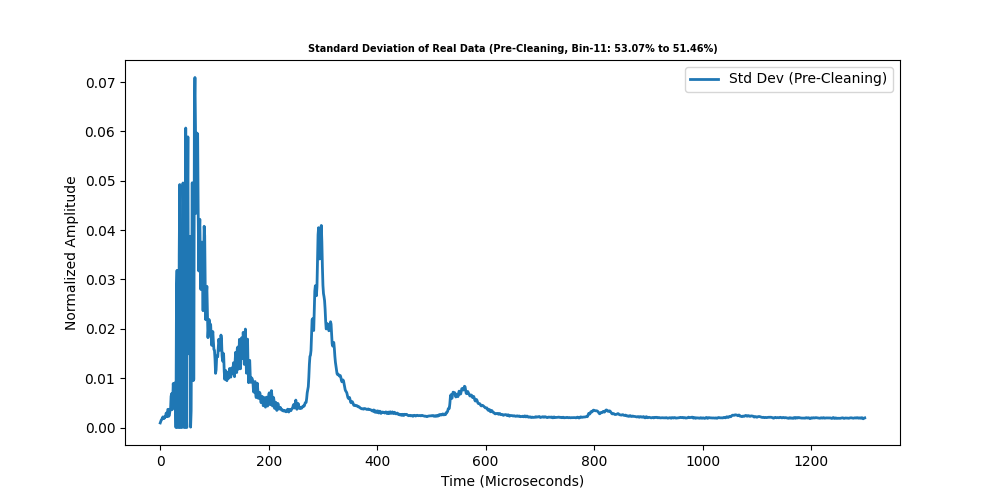 Standard Deviation of Real Data (Pre-Cleaning, Bin-11: 53.07% to 51.46%)
Std Dev (Pre-Cleaning)
Normalized Amplitude
0.07
0.06
0.05
0.04
0.03
0.02
0.01
0.00
0 200 400 600 800 1000 1200
Time (Microseconds)